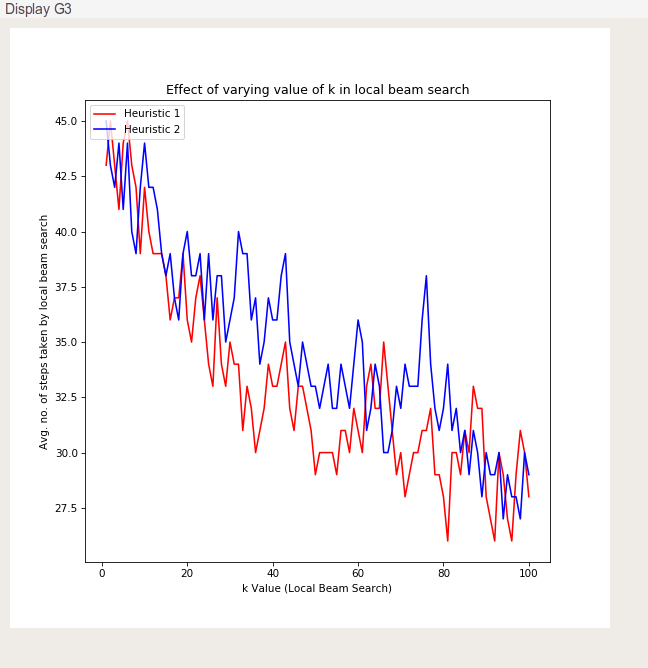 Display G3
Effect of varying value of k in local beam search
Heuristic 1
Heuristic 2
45.0
42.5
40.0
37.5
35.0
32.5
30.0
27.5
Avg. no. of steps taken by local beam search
0 20 40 60 80 100
k Value (Local Beam Search)